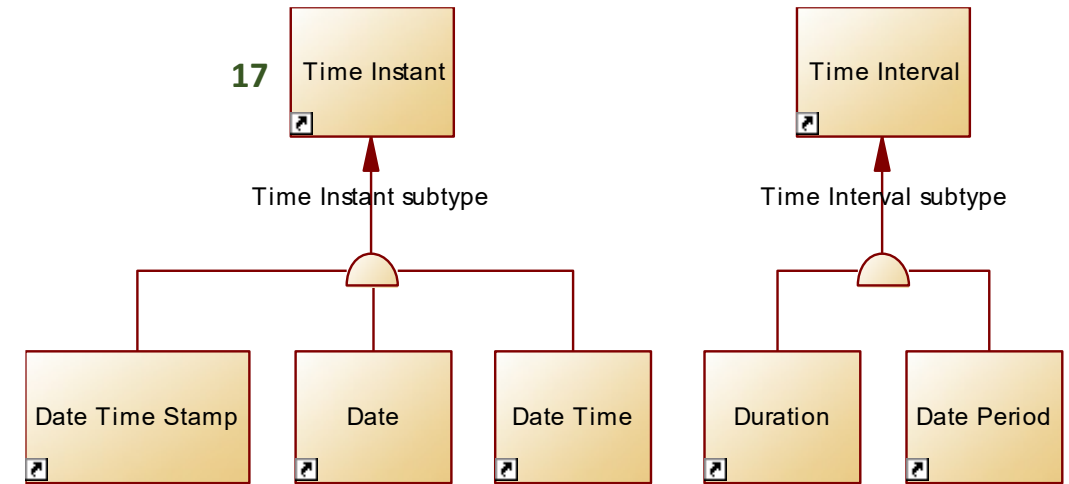 17
Time Instant
Time Interval
Time Instant subtype
Time Interval subtype
Date Time Stamp
Date
Date Time
Duration
Date Period